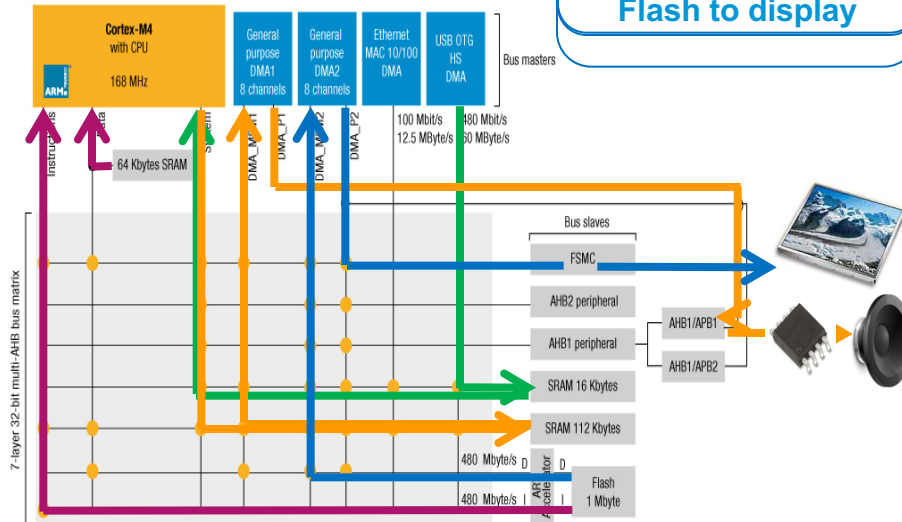 Flash to display
Cortex-M4
with CPU
168 MHz
ARM
General
purpose
DMA1
8 channels
General
purpose
DMA2
8 channels
Ethernet
MAC 10/100
DMA
USB OTG
HS
DMA
Bus masters
100 Mbit/s
12.5 MByte/s
480 Mbit/s
60 MByte/s
DMA_P1
DMA_P2
64 Kbytes SRAM
7-layer 32-bit multi-AHB bus matrix
Bus slaves
FSMC
AHB2 peripheral
AHB1 peripheral
AHB1/APB1
AHB1/APB2
SRAM 16 Kbytes
SRAM 112 Kbytes
480 Mbyte/s D
D
480 Mbyte/s I
I
Flash
1 Mbyte